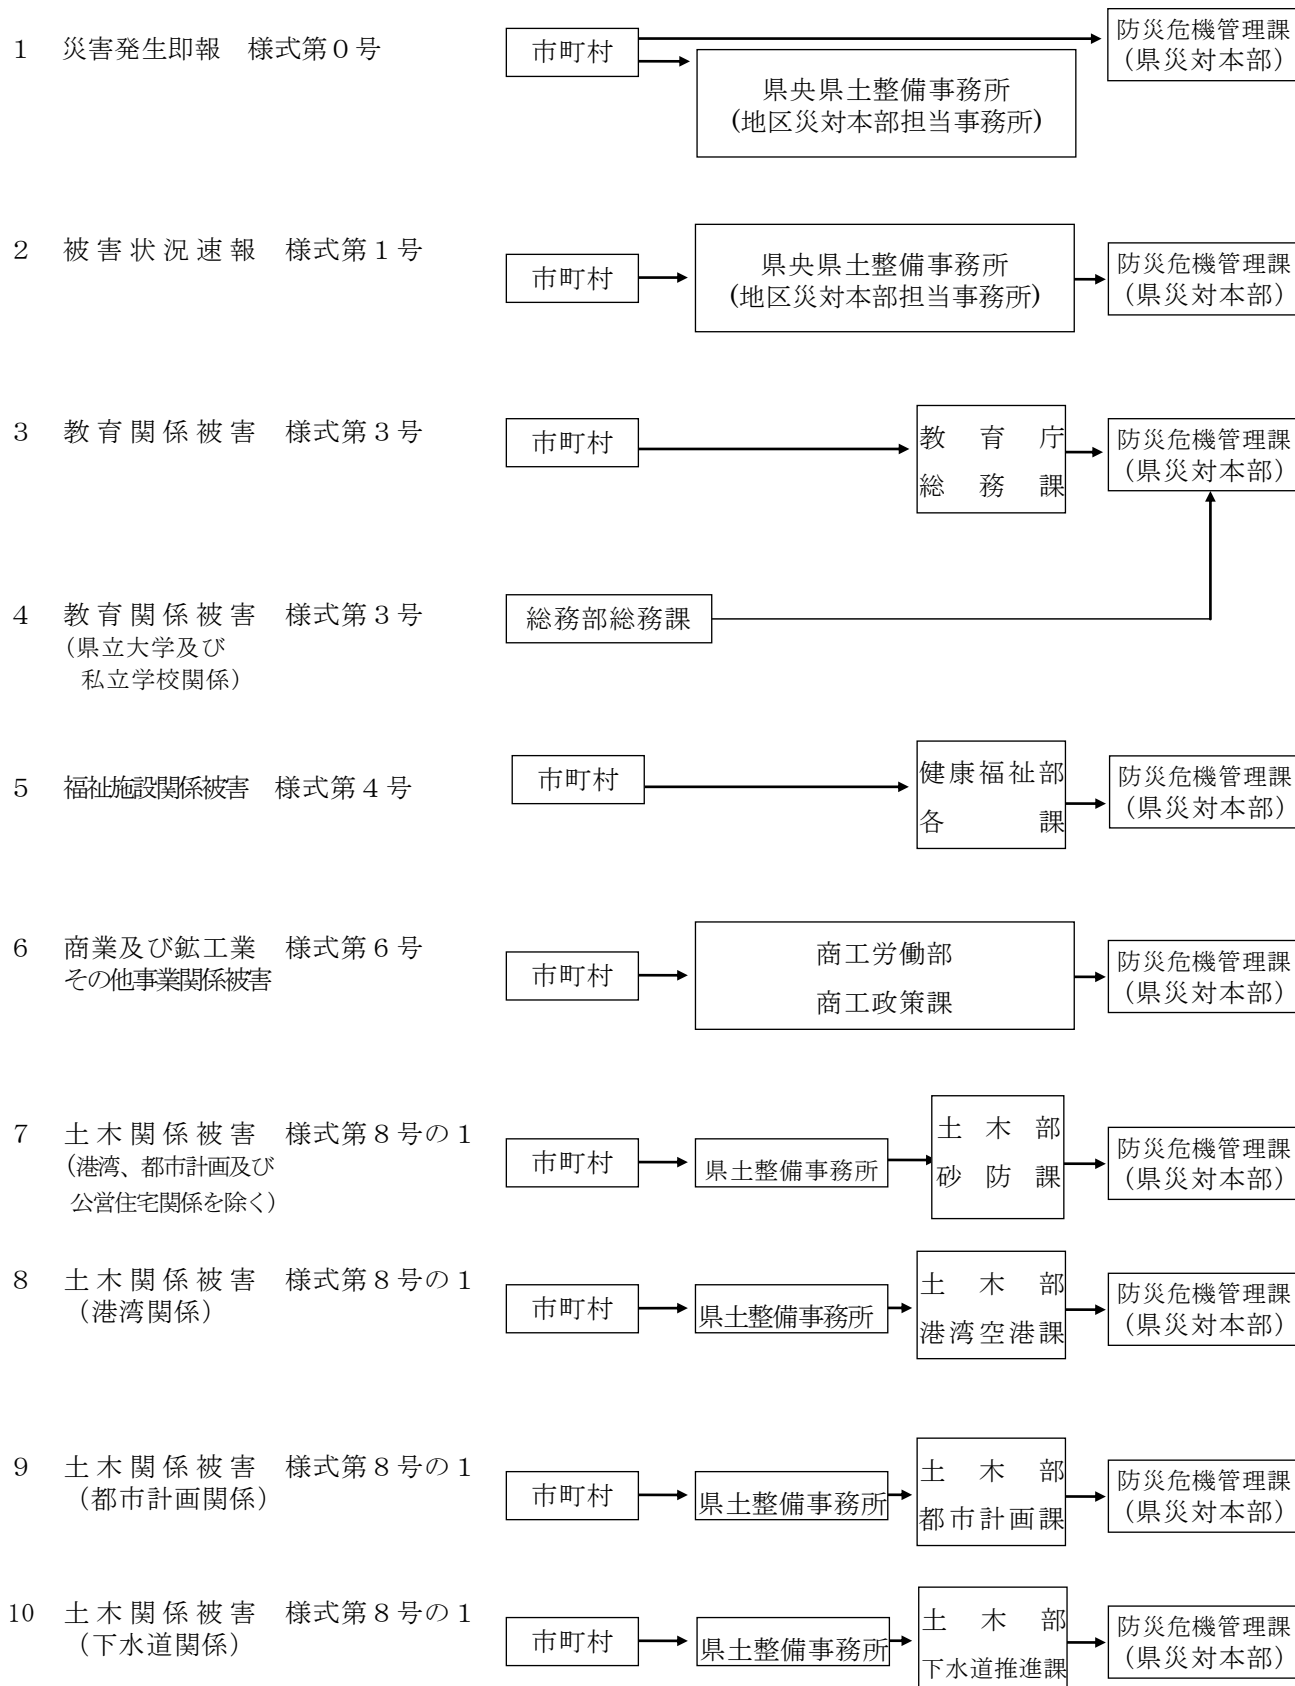 1 災害発生即報 様式第0号
市町村
防災危機管理課
(県災対本部)
県央県土整備事務所
(地区災対本部担当事務所)
2 被害状況速報 様式第1号
市町村
県央県土整備事務所
(地区災対本部担当事務所)
防災危機管理課
(県災対本部)
3 教育関係被害 様式第3号
市町村
教育庁
総務課
防災危機管理課
(県災対本部)
4 教育関係被害 様式第3号
(県立大学及び
私立学校関係)
総務部総務課
5 福祉施設関係被害 様式第4号
市町村
健康福祉部
各課
防災危機管理課
(県災対本部)
6 商業及び鉱工業 様式第6号
その他事業関係被害
市町村
商工労働部
商工政策課
防災危機管理課
(県災対本部)
7 土木関係被害 様式第8号の1
(港湾、都市計画及び
公営住宅関係を除く)
市町村
県土整備事務所
土木部
砂防課
防災危機管理課
(県災対本部)
8 土木関係被害 様式第8号の1
(港湾関係)
市町村
県土整備事務所
土木部
港湾空港課
防災危機管理課
(県災対本部)
9 土木関係被害 様式第8号の1
(都市計画関係)
市町村
県土整備事務所
土木部
都市計画課
防災危機管理課
(県災対本部)
10 土木関係被害 様式第8号の1
(下水道関係)
市町村
県土整備事務所
土木部
下水道推進課
防災危機管理課
(県災対本部)